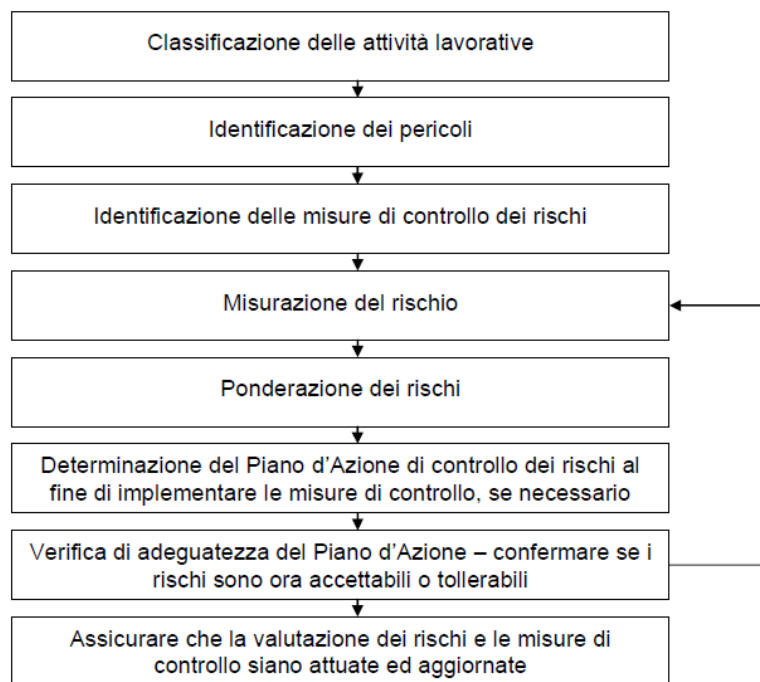 Classificazione delle attività lavorative
Identificazione dei pericoli
Identificazione delle misure di controllo dei rischi
Misurazione del rischio
Ponderazione dei rischi
Determinazione del Piano d'Azione di controllo dei rischi al
fine di implementare le misure di controllo, se necessario
Verifica di adeguatezza del Piano d'Azione – confermare se i
rischi sono ora accettabili o tollerabili
Assicurare che la valutazione dei rischi e le misure di
controllo siano attuate ed aggiornate